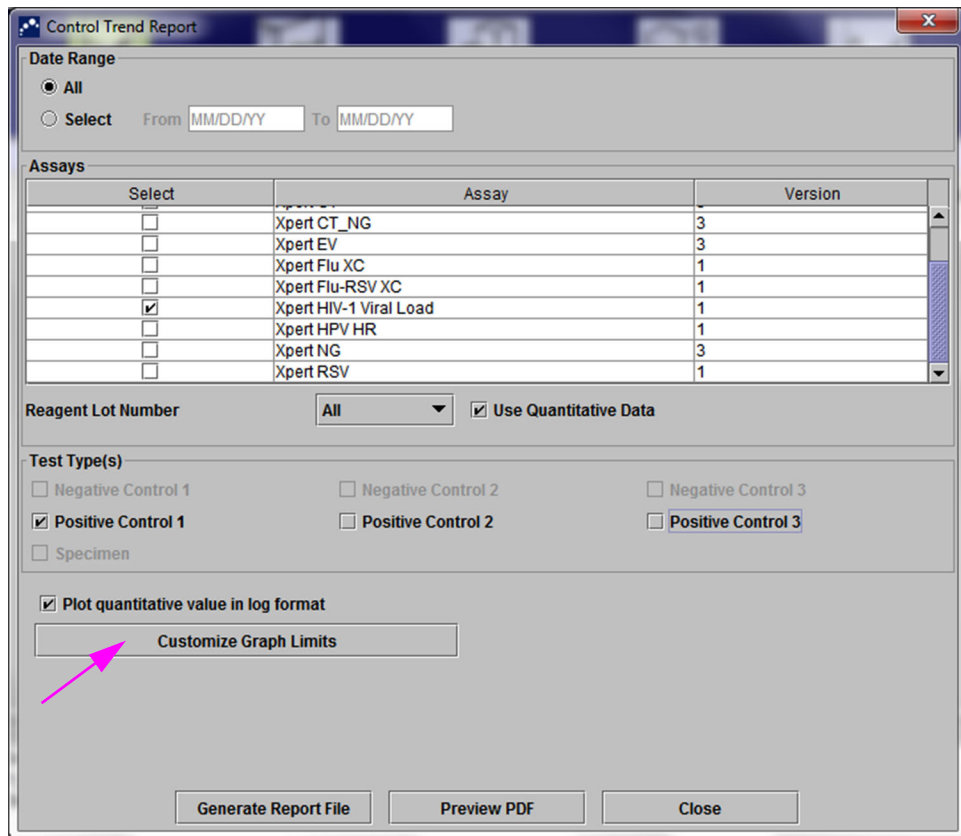 Control Trend Report
Date Range
All
Select From MM/DD/YY To MM/DD/YY
Assays
Select Assay Version
Xpert CT_NG 3
Xpert EV 3
Xpert Flu XC 1
Xpert Flu-RSV XC 1
Xpert HIV-1 Viral Load 1
Xpert HPV HR 1
Xpert NG 3
Xpert RSV 1
Reagent Lot Number All Use Quantitative Data
Test Type(s)
Negative Control 1 Negative Control 2 Negative Control 3
Positive Control 1 Positive Control 2 Positive Control 3
Specimen
Plot quantitative value in log format
Customize Graph Limits
Generate Report File Preview PDF Close